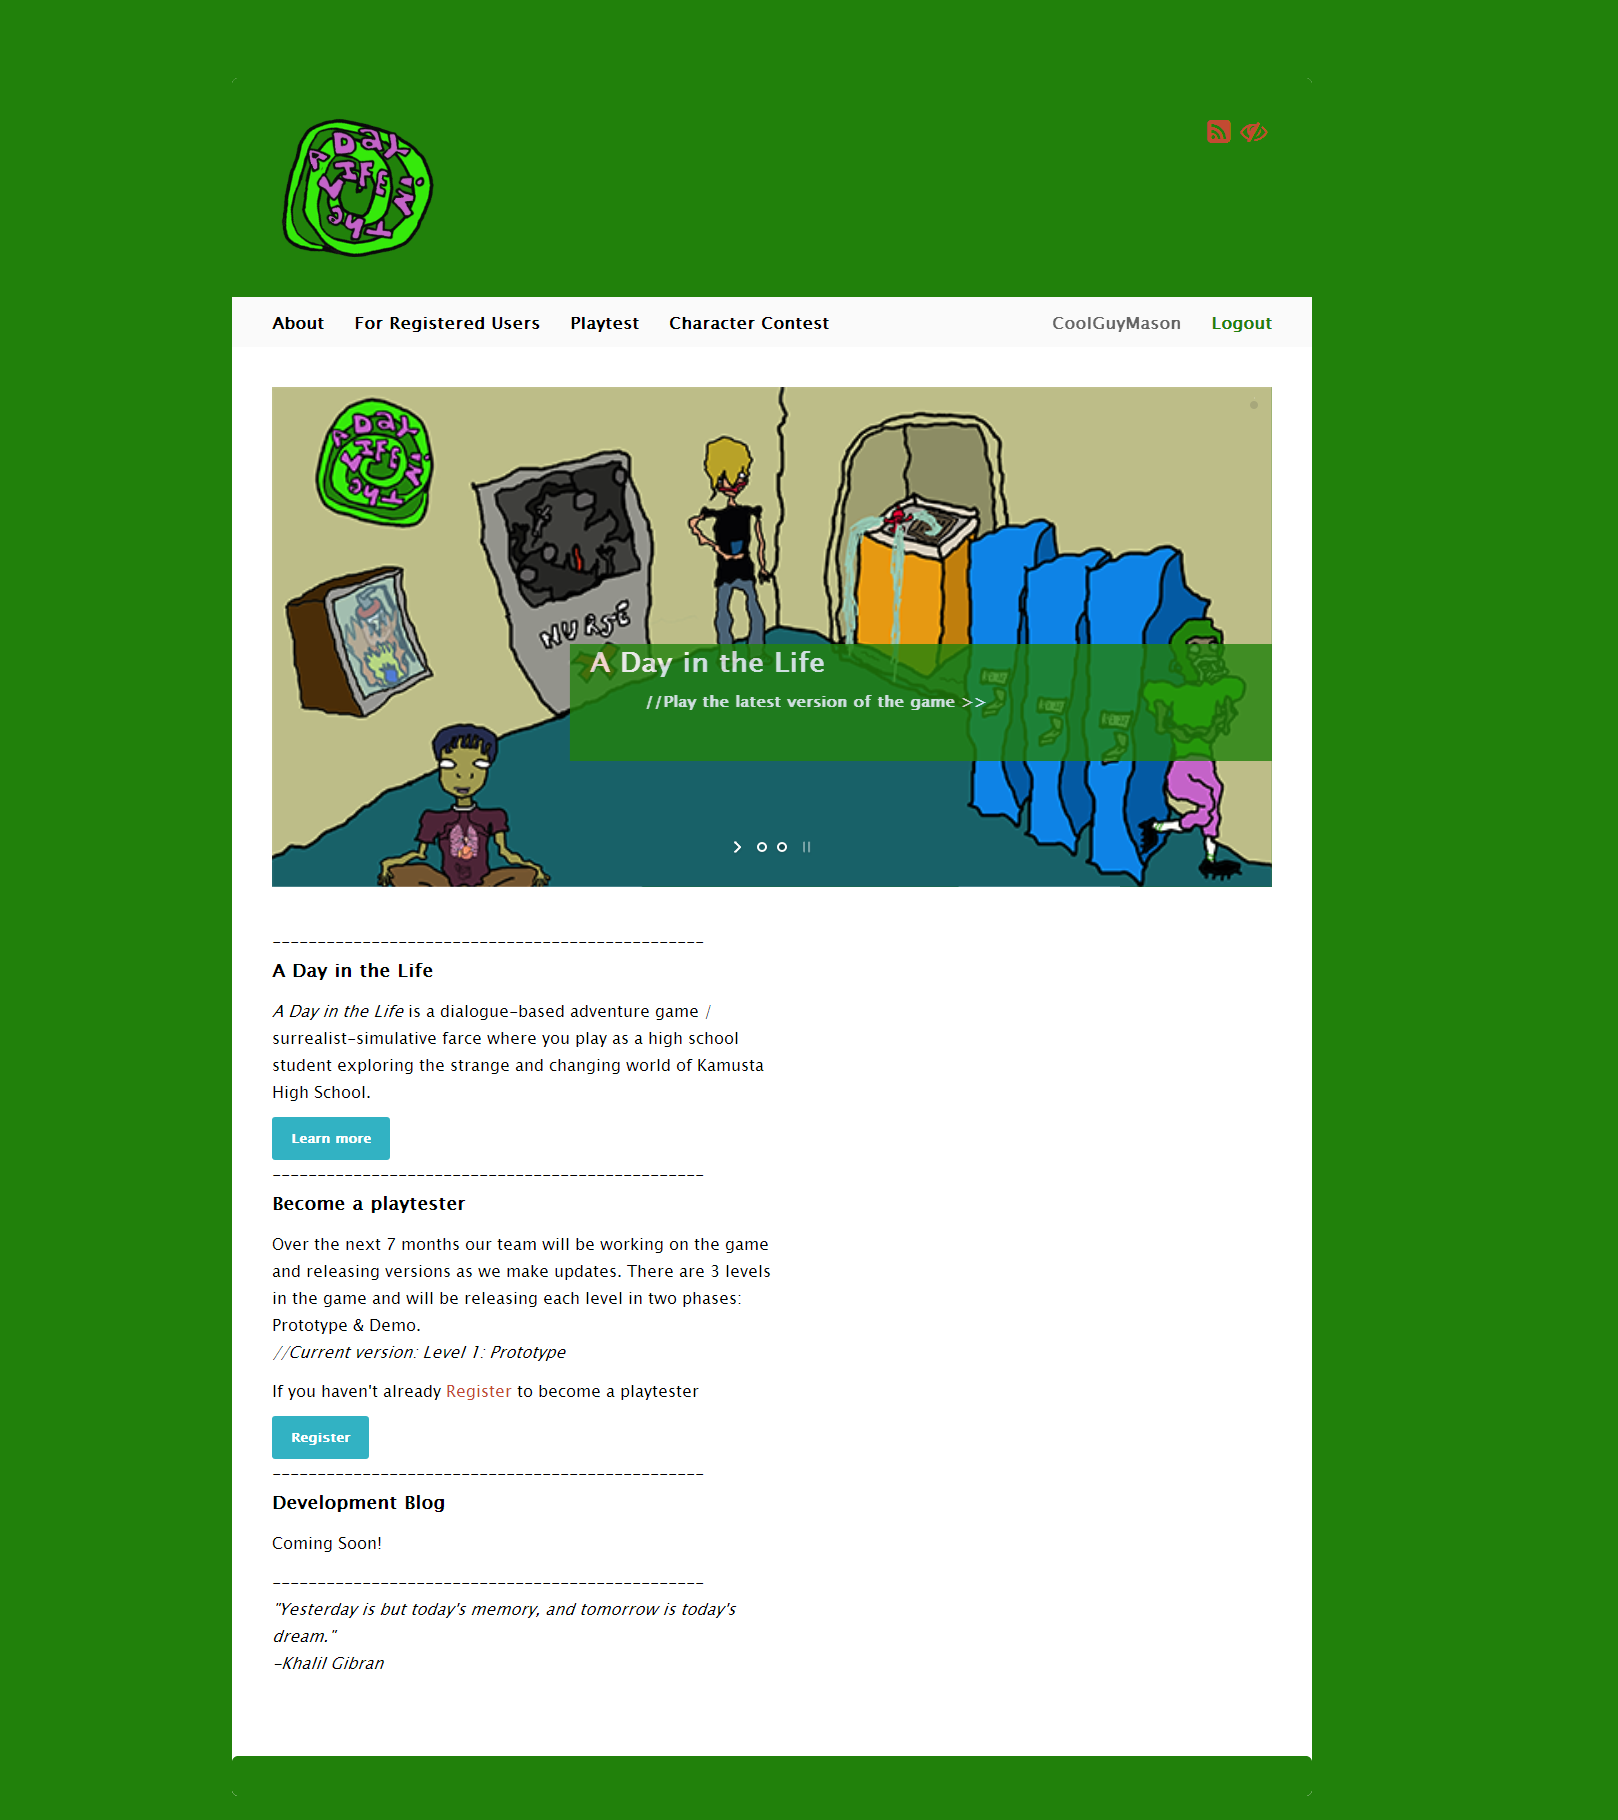 A Day in the LIFE
About For Registered Users Playtest Character Contest CoolGuyMason Logout
A Day in the LIFE
NURSE
A Day in the Life
//Play the latest version of the game >>
------------------------------------------------
A Day in the Life
A Day in the Life is a dialogue-based adventure game /
surrealist-simulative farce where you play as a high school
student exploring the strange and changing world of Kamusta
High School.
Learn more
------------------------------------------------
Become a playtester
Over the next 7 months our team will be working on the game
and releasing versions as we make updates. There are 3 levels
in the game and will be releasing each level in two phases:
Prototype & Demo.
//Current version: Level 1: Prototype
If you haven't already Register to become a playtester
Register
------------------------------------------------
Development Blog
Coming Soon!
------------------------------------------------
"Yesterday is but today's memory, and tomorrow is today's
dream."
-Khalil Gibran